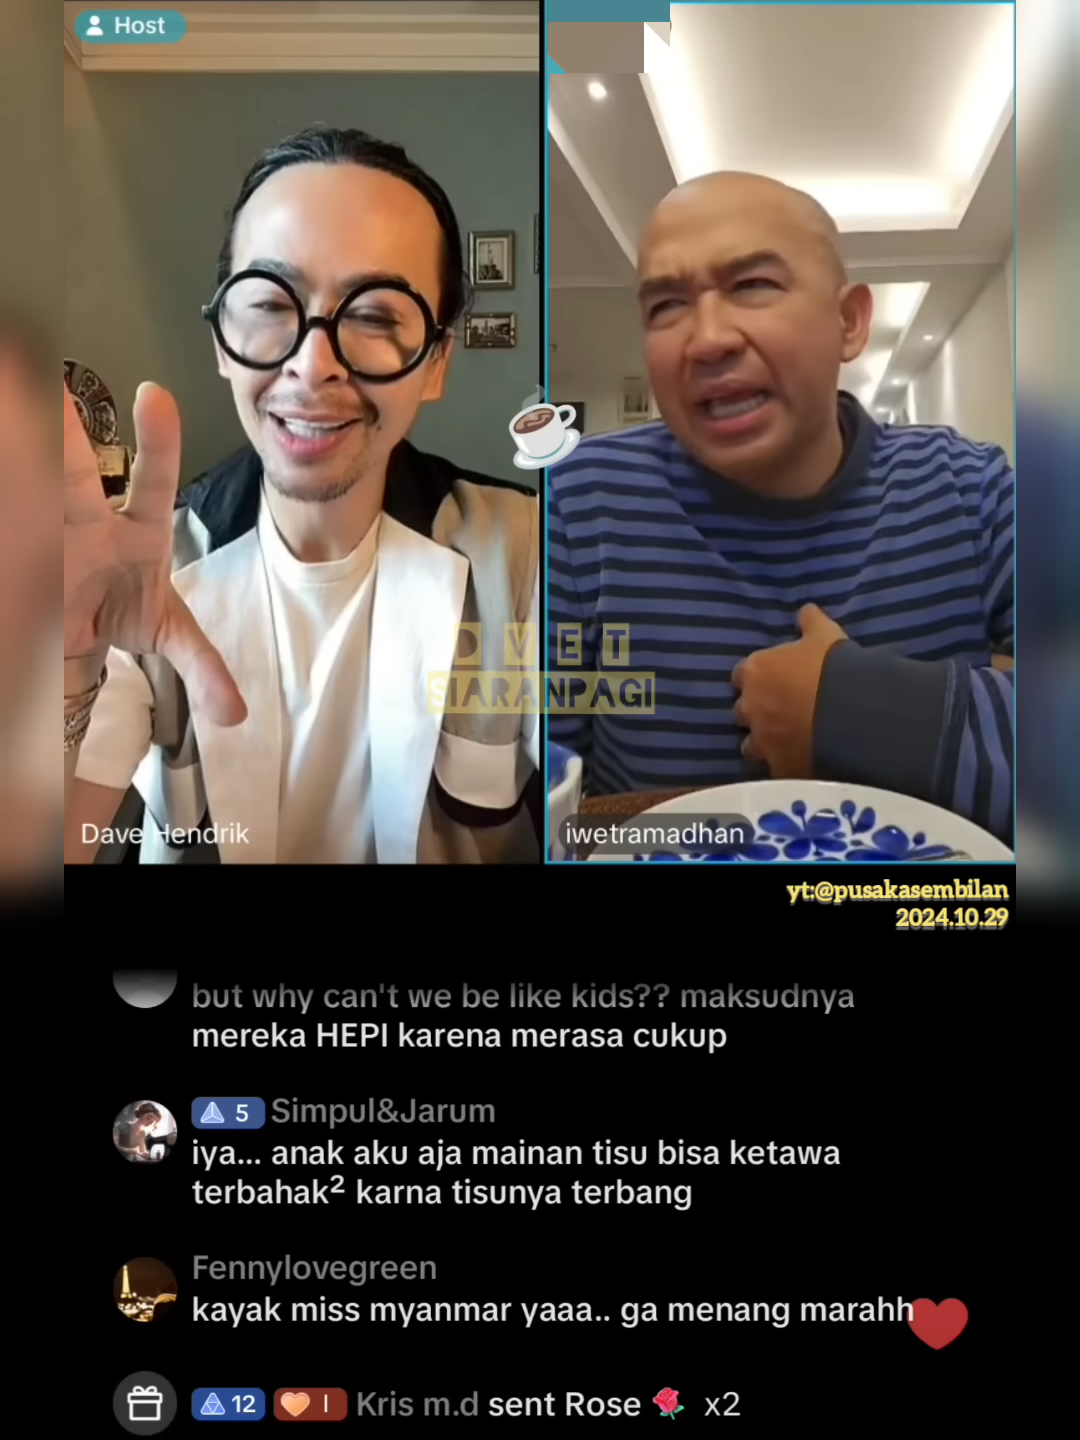 Host
D V E T
SIARANPAGI
Dave Hendrik
iwetramadhan
yt:@pusakasembilan
2024.10.29
but why can't we be like kids?? maksudnya
mereka HEPI karena merasa cukup
5 Simpul&Jarum
iya... anak aku aja mainan tisu bisa ketawa
terbahak² karna tisunya terbang
Fennylovegreen
kayak miss myanmar yaaa.. ga menang marahh
12 I Kris m.d sent Rose 🌹 x2